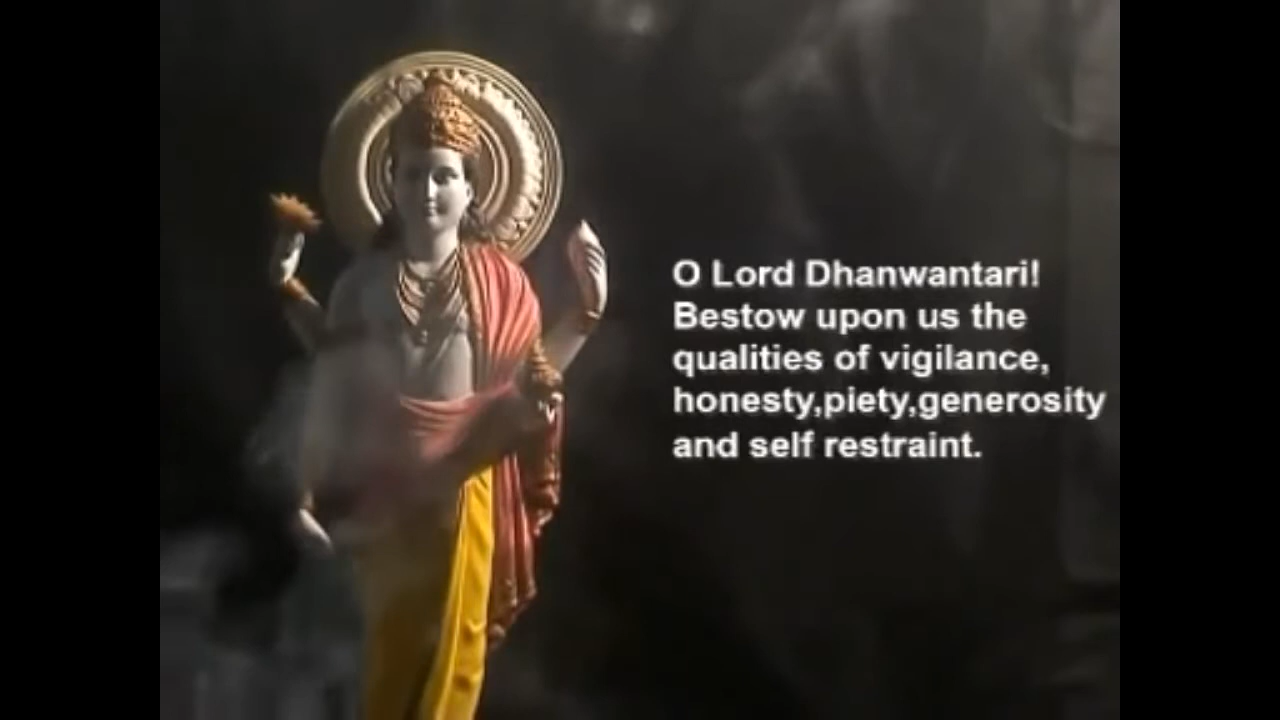 O Lord Dhanwantari!
Bestow upon us the
qualities of vigilance,
honesty,piety,generosity
and self restraint.